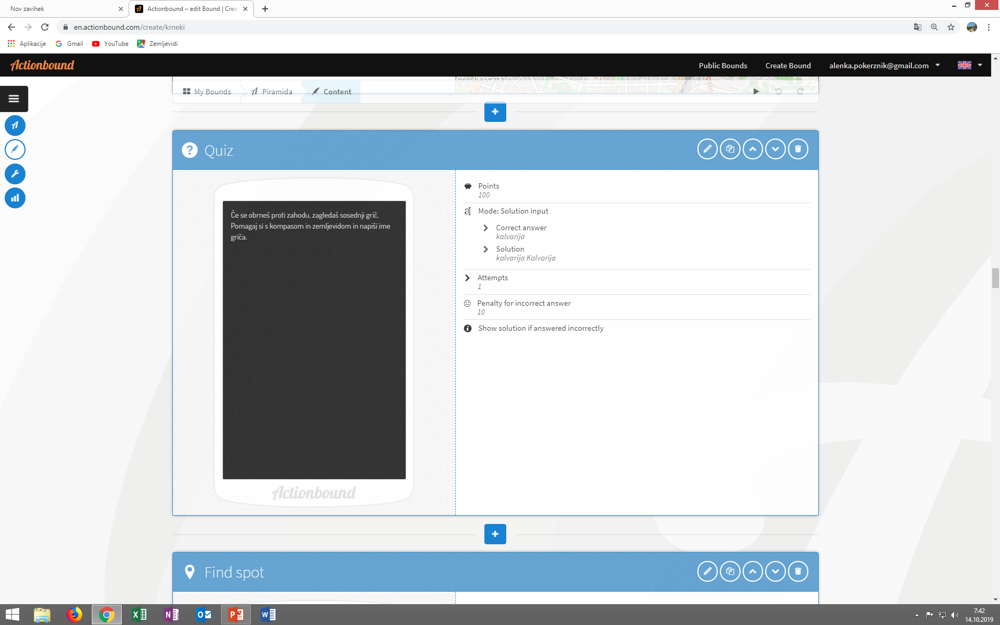 Nov zavihek
Actionbound – edit Bound | Crea
en.actionbound.com/create/krneki
Aplikacije
Gmail
YouTube
Zemljevidi
Actionbound
Public Bounds
Create Bound
alenka.pokerznik@gmail.com
oroška vrata
© OpenStreetMap
My Bounds
Piramida
Content
Quiz
Če se obrneš proti zahodu, zagledaš sosednji grič.
Pomagaj si s kompasom in zemljevidom in napiši ime
griča.
Actionbound
Points
100
Mode: Solution input
Correct answer
kalvarija
Solution
kalvarija Kalvarija
Attempts
1
Penalty for incorrect answer
10
Show solution if answered incorrectly
Find spot
7:42
14.10.2019